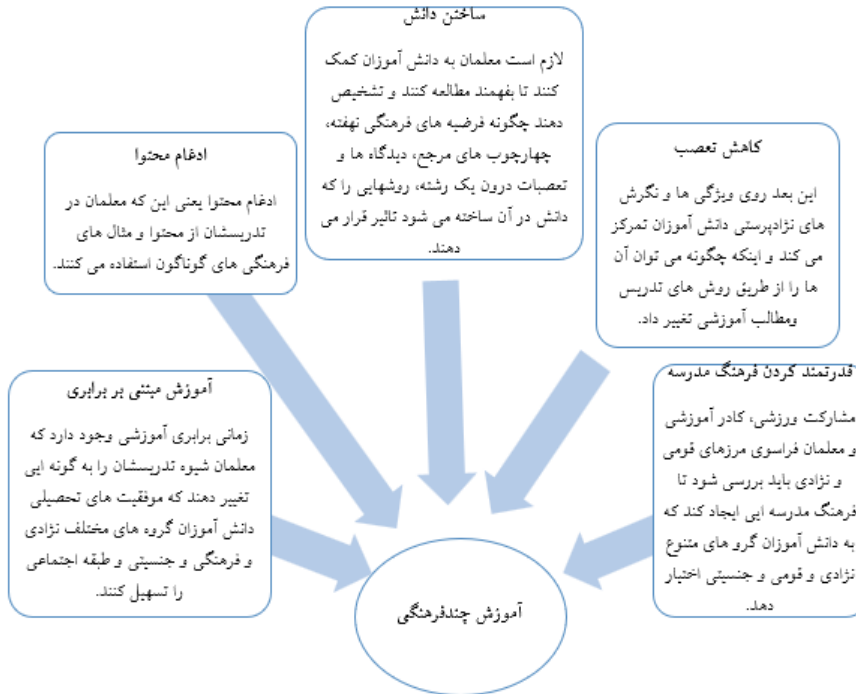 ساختن دانش
لازم است معلمان به دانش آموزان کمک
کنند تا بفهمند مطالعه کنند و تشخیص
دهند چگونه فرضیه های فرهنگی نهفته،
چهارچوب های مرجع، دیدگاه ها و
تعصبات درون یک رشته، روشهایی را که
دانش در آن ساخته می شود تاثیر قرار می
دهند.
کاهش تعصب
این بعد روی ویژگی ها و نگرش
های نژادپرستی دانش آموزان تمرکز
می کند و اینکه چگونه می توان آن
ها را از طریق روش های تدریس
ومطالب آموزشی تغییر داد.
ادغام محتوا
ادغام محتوا یعنی این که معلمان در
تدریسشان از محتوا و مثال های
فرهنگی های گوناگون استفاده می کنند.
قدرتمند کردن فرهنگ مدرسه
مشارکت ورزشی، کادر آموزشی
و معلمان فراسوی مرزهای قومی
و نژادی باید بررسی شود تا
فرهنگ مدرسه ایی ایجاد کند که
به دانش آموزان گرو های متنوع
نژادی و قومی و جنسیتی اختیار
دهد.
آموزش مبتنی بر برابری
زمانی برابری آموزشی وجود دارد که
معلمان شیوه تدریسشان را به گونه ایی
تغییر دهند که موفقیت های تحصیلی
دانش آموزان گروه های مختلف نژادی
و فرهنگی و جنسیتی و طبقه اجتماعی
را تسهیل کنند.
آموزش چندفرهنگی